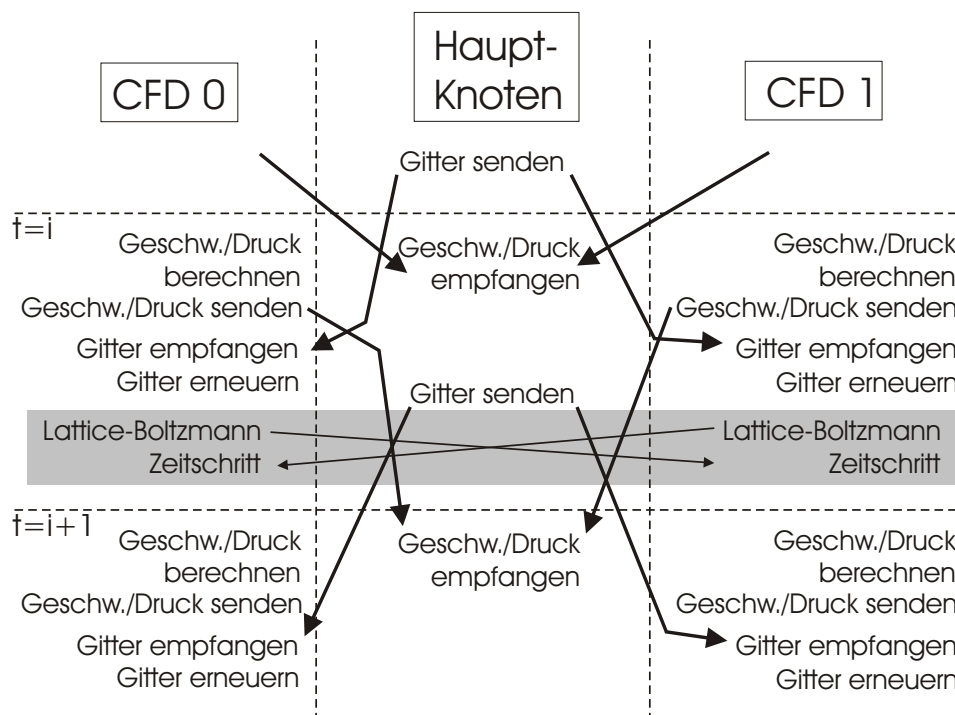 CFD 0
Haupt-
Knoten
CFD 1
Gitter senden
t=i
Geschw./Druck
berechnen
Geschw./Druck senden
Gitter empfangen
Gitter erneuern
Geschw./Druck
empfangen
Geschw./Druck
berechnen
Geschw./Druck senden
Gitter empfangen
Gitter erneuern
Gitter senden
Lattice-Boltzmann
Zeitschritt
Lattice-Boltzmann
Zeitschritt
t=i+1
Geschw./Druck
berechnen
Geschw./Druck senden
Gitter empfangen
Gitter erneuern
Geschw./Druck
empfangen
Geschw./Druck
berechnen
Geschw./Druck senden
Gitter empfangen
Gitter erneuern